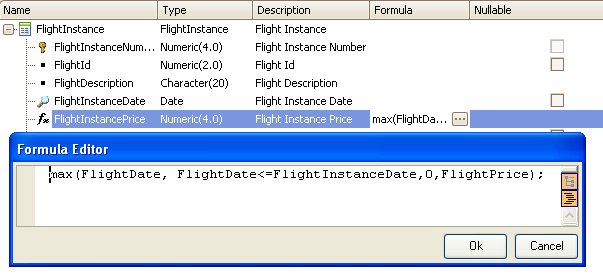 Name Type Description Formula Nullable
FlightInstance FlightInstance Flight Instance
FlightInstanceNum... Numeric(4.0) Flight Instance Number
FlightId Numeric(2.0) Flight Id
FlightDescription Character(20) Flight Description
FlightInstanceDate Date Flight Instance Date
fx FlightInstancePrice Numeric(4.0) Flight Instance Price max(FlightDa... ...
Formula Editor
max(FlightDate, FlightDate<=FlightInstanceDate,0,FlightPrice);
Ok Cancel